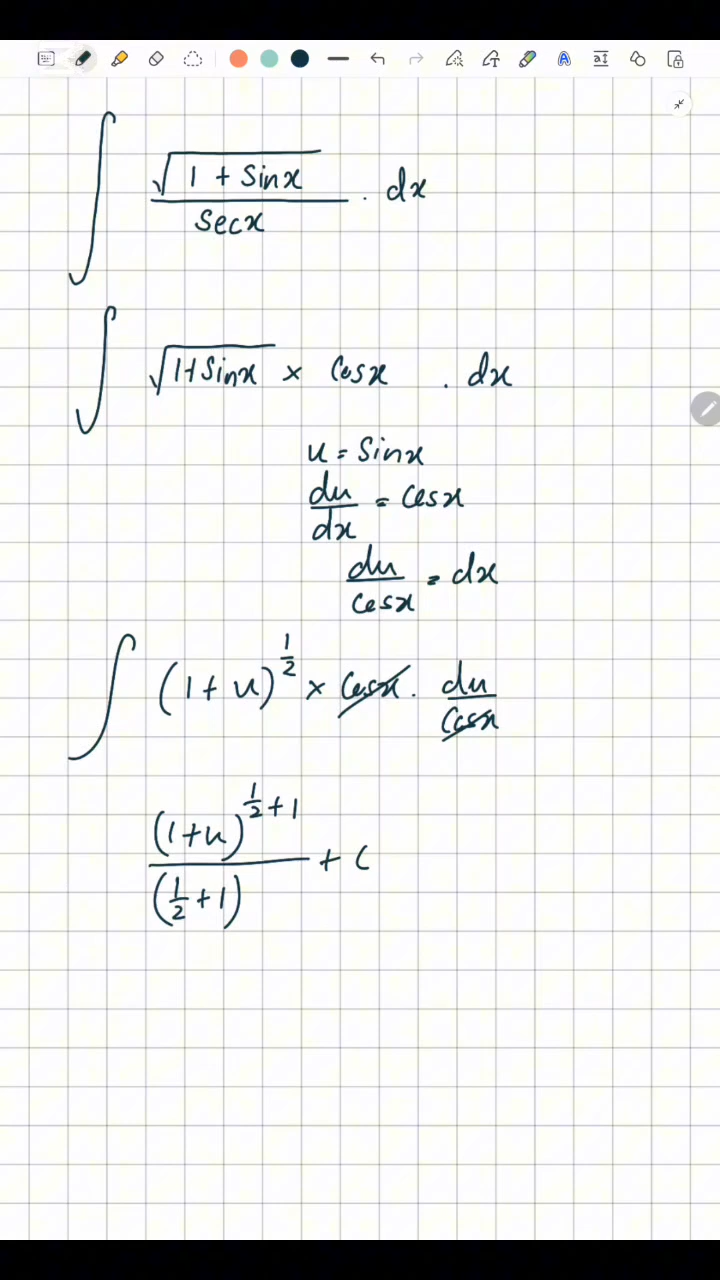 ∫ √(1 + sinx) / secx . dx
∫ √(1+sinx) × cosx . dx
u = sinx
du/dx = cosx
du/cosx = dx
∫ (1+u)^(1/2) × cosx . du/cosx
(1+u)^(1/2+1) / (1/2+1) + C